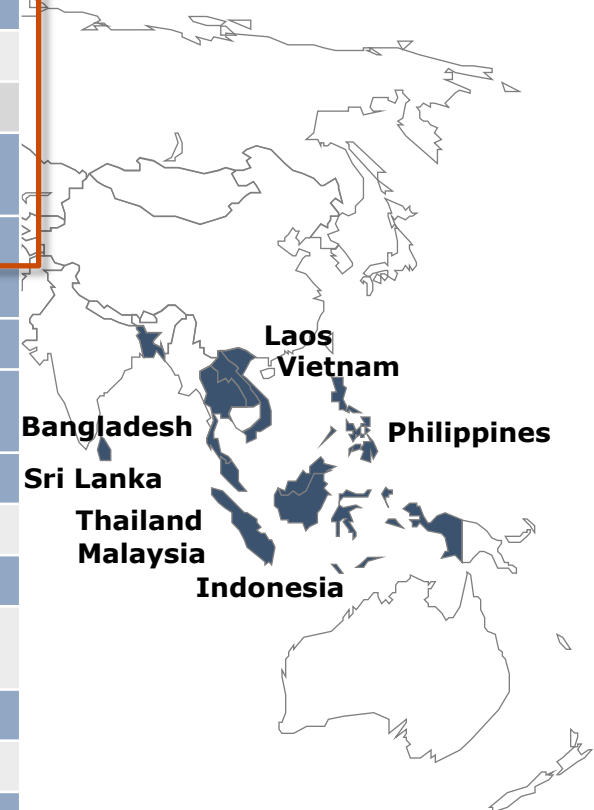 Laos
Vietnam
Bangladesh
Philippines
Sri Lanka
Thailand
Malaysia
Indonesia